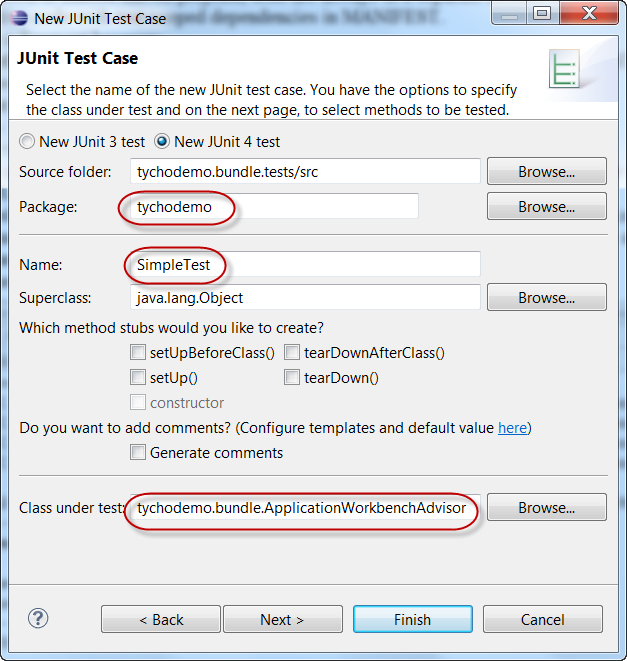 New JUnit Test Case
JUnit Test Case
Select the name of the new JUnit test case. You have the options to specify
the class under test and on the next page, to select methods to be tested.
New JUnit 3 test New JUnit 4 test
Source folder: tychodemo.bundle.tests/src Browse...
Package: tychodemo Browse...
Name: SimpleTest
Superclass: java.lang.Object Browse...
Which method stubs would you like to create?
setUpBeforeClass() tearDownAfterClass()
setUp() tearDown()
constructor
Do you want to add comments? (Configure templates and default value here)
Generate comments
Class under test: tychodemo.bundle.ApplicationWorkbenchAdvisor Browse...
? < Back Next > Finish Cancel